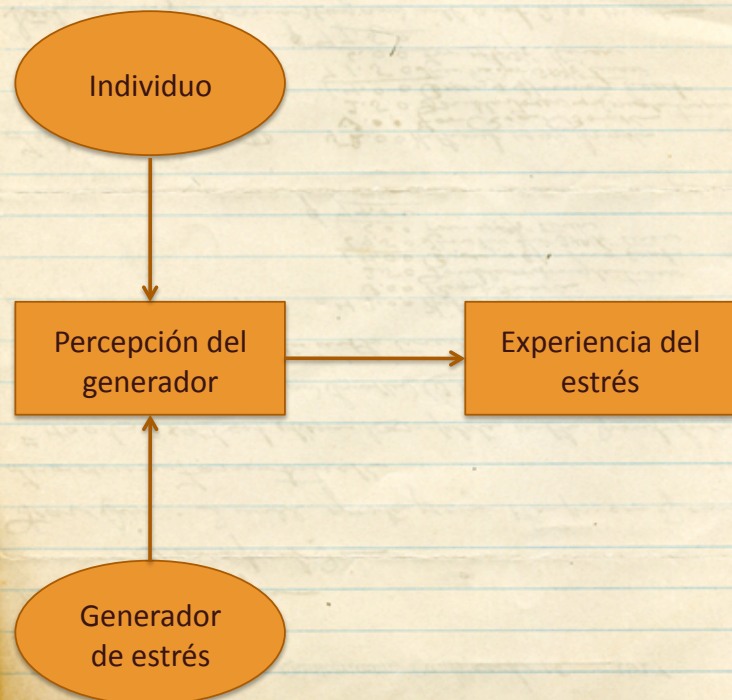 Individuo
Percepción del
generador
Experiencia del
estrés
Generador
de estrés